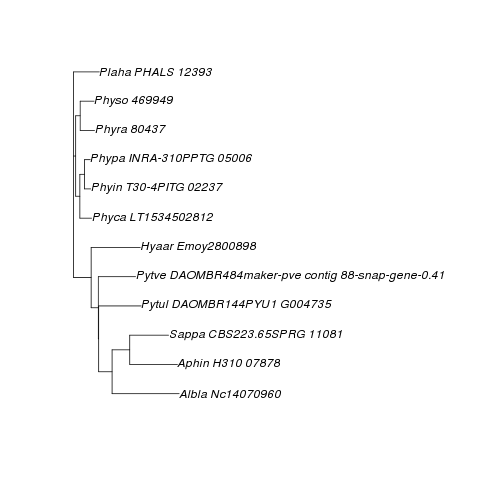 Plaha PHALS 12393
Physo 469949
Phyra 80437
Phypa INRA-310PPTG 05006
Phyin T30-4PITG 02237
Phyca LT1534502812
Hyaar Emoy2800898
Pytve DAOMBR484maker-pve contig 88-snap-gene-0.41
Pytul DAOMBR144PYU1 G004735
Sappa CBS223.65SPRG 11081
Aphin H310 07878
Albla Nc14070960